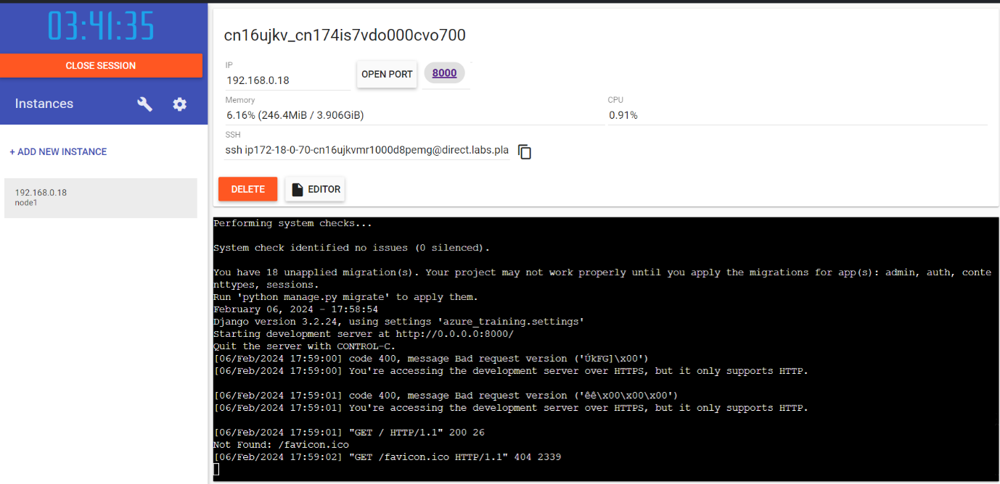 03:41:35
CLOSE SESSION
Instances
+ ADD NEW INSTANCE
192.168.0.18
node1
cn16ujkv_cn174is7vdo000cvo700
IP
192.168.0.18
OPEN PORT
8000
Memory
6.16% (246.4MiB / 3.906GiB)
CPU
0.91%
SSH
ssh ip172-18-0-70-cn16ujkvmr1000d8pemg@direct.labs.pla
DELETE
EDITOR
Performing system checks...
System check identified no issues (0 silenced).
You have 18 unapplied migration(s). Your project may not work properly until you apply the migrations for app(s): admin, auth, conte
nttypes, sessions.
Run 'python manage.py migrate' to apply them.
February 06, 2024 - 17:58:54
Django version 3.2.24, using settings 'azure_training.settings'
Starting development server at http://0.0.0.0:8000/
Quit the server with CONTROL-C.
[06/Feb/2024 17:59:00] code 400, message Bad request version ('ÚkFG]\x00')
[06/Feb/2024 17:59:00] You're accessing the development server over HTTPS, but it only supports HTTP.
[06/Feb/2024 17:59:01] code 400, message Bad request version ('êê\x00\x00\x00')
[06/Feb/2024 17:59:01] You're accessing the development server over HTTPS, but it only supports HTTP.
[06/Feb/2024 17:59:01] "GET / HTTP/1.1" 200 26
Not Found: /favicon.ico
[06/Feb/2024 17:59:02] "GET /favicon.ico HTTP/1.1" 404 2339